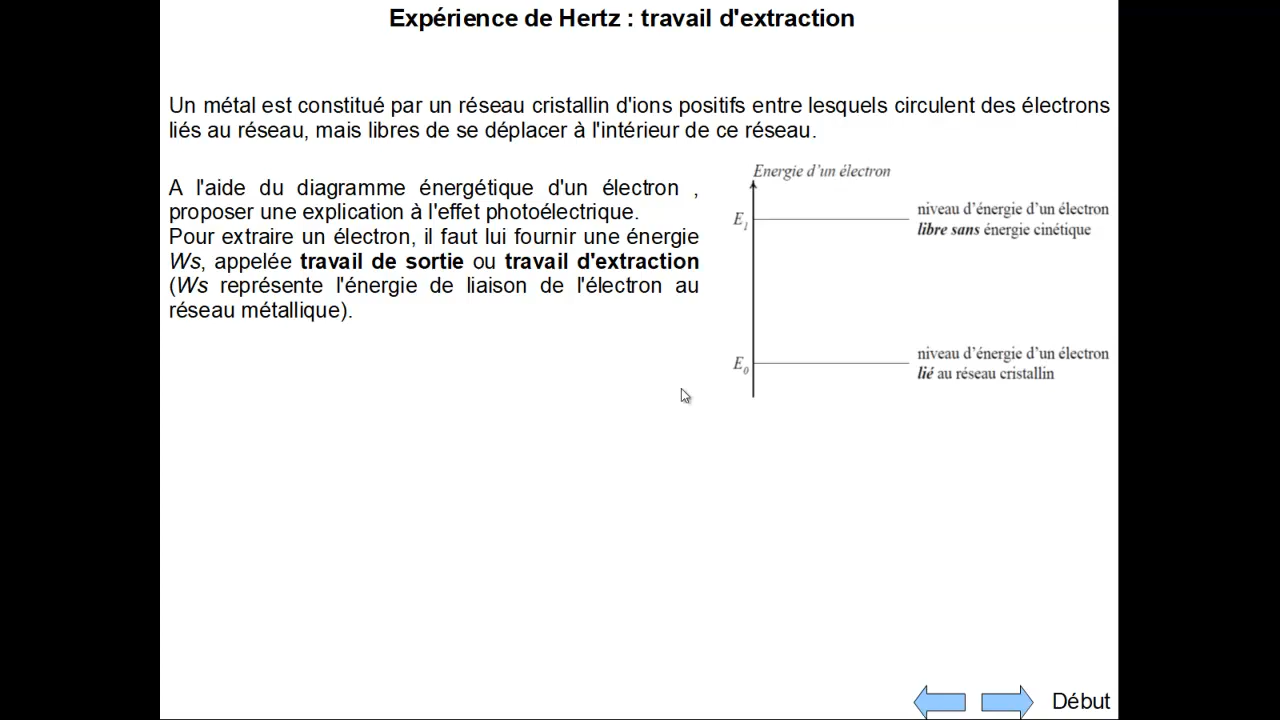 Expérience de Hertz : travail d'extraction
Un métal est constitué par un réseau cristallin d'ions positifs entre lesquels circulent des électrons
liés au réseau, mais libres de se déplacer à l'intérieur de ce réseau.
A l'aide du diagramme énergétique d'un électron ,
proposer une explication à l'effet photoélectrique.
Pour extraire un électron, il faut lui fournir une énergie
Ws, appelée travail de sortie ou travail d'extraction
(Ws représente l'énergie de liaison de l'électron au
réseau métallique).
Energie d'un électron
E1
niveau d'énergie d'un électron
libre sans énergie cinétique
E0
niveau d'énergie d'un électron
lié au réseau cristallin
Début